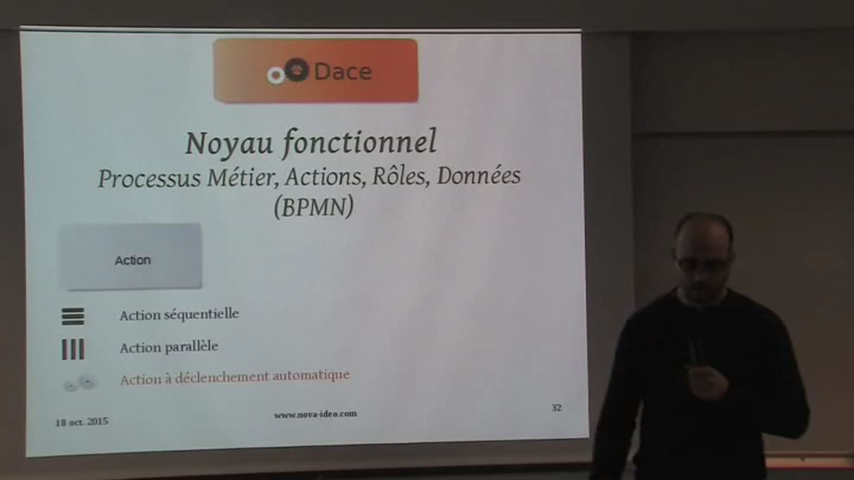 Dace
Noyau fonctionnel
Processus Métier, Actions, Rôles, Données
(BPMN)
Action
Action séquentielle
Action parallèle
Action à déclenchement automatique
18 oct. 2015
www.nova-ideo.com
32